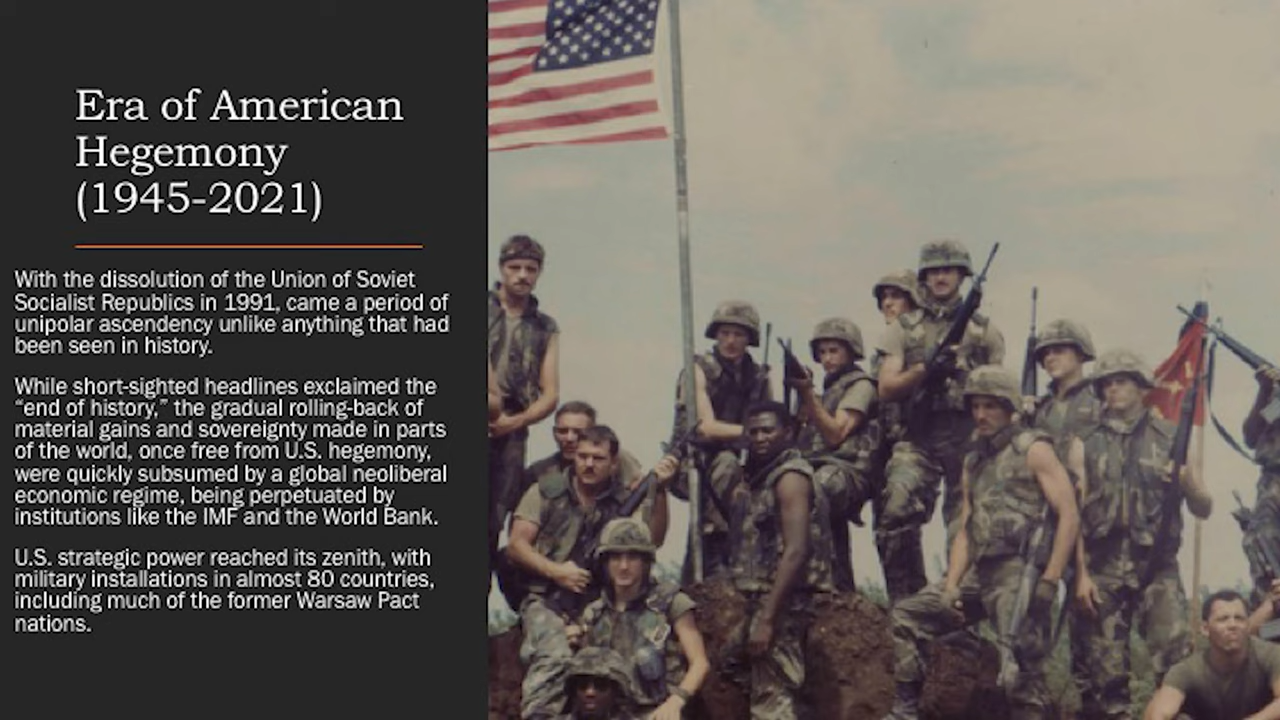 Era of American
Hegemony
(1945-2021)
With the dissolution of the Union of Soviet
Socialist Republics in 1991, came a period of
unipolar ascendency unlike anything that had
been seen in history.
While short-sighted headlines exclaimed the
“end of history,” the gradual rolling-back of
material gains and sovereignty made in parts
of the world, once free from U.S. hegemony,
were quickly subsumed by a global neoliberal
economic regime, being perpetuated by
institutions like the IMF and the World Bank.
U.S. strategic power reached its zenith, with
military installations in almost 80 countries,
including much of the former Warsaw Pact
nations.